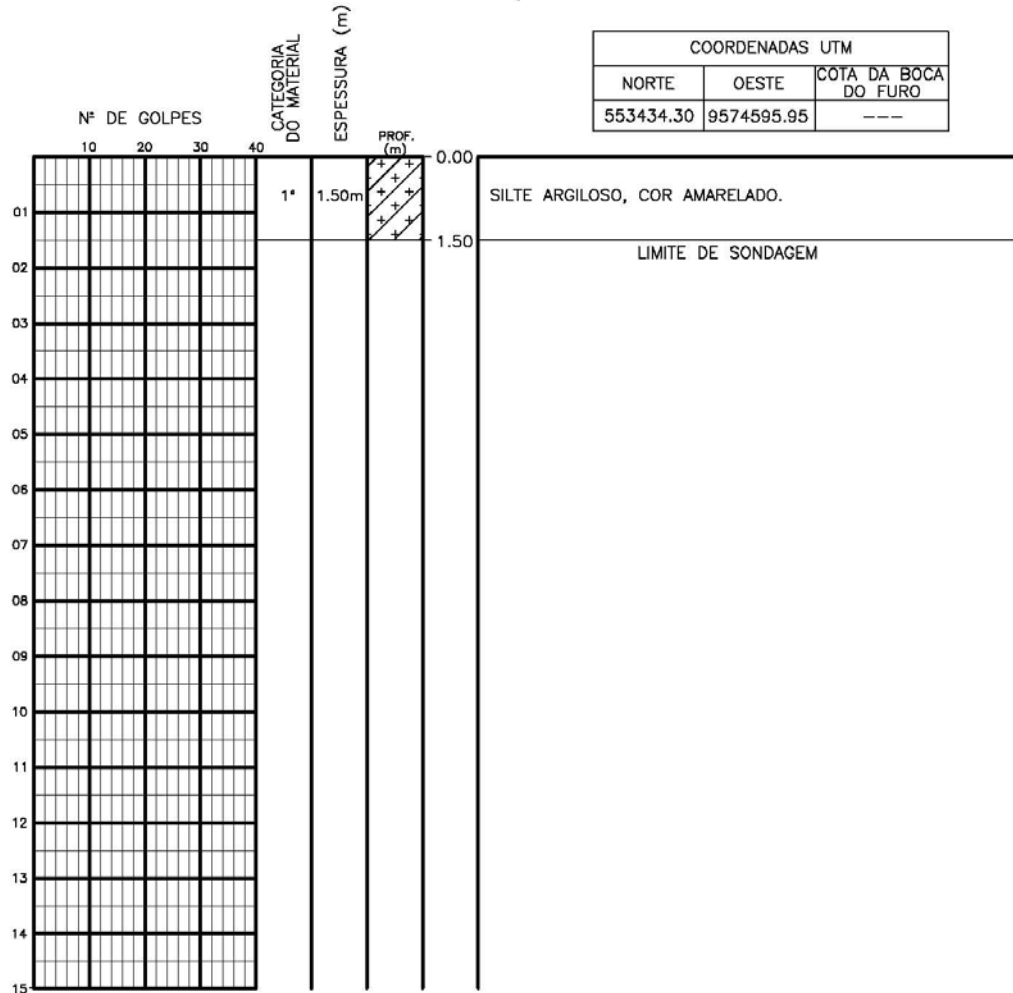 COORDENADAS UTM
NORTE OESTE COTA DA BOCA DO FURO
553434.30 9574595.95 ---
Nº DE GOLPES
CATEGORIA DO MATERIAL
ESPESSURA (m)
PROF. (m)
10 20 30 40
0.00
1ª 1.50m SILTE ARGILOSO, COR AMARELADO.
01
1.50
LIMITE DE SONDAGEM
02
03
04
05
06
07
08
09
10
11
12
13
14
15